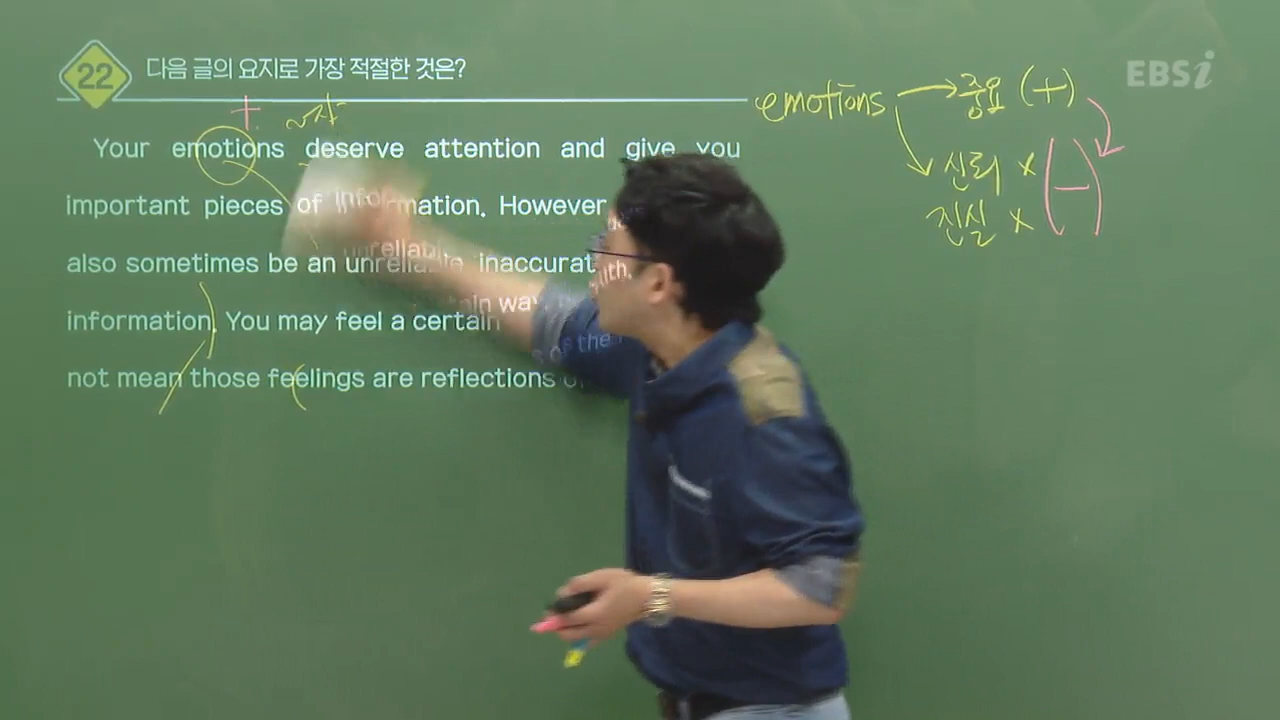 22 다음 글의 요지로 가장 적절한 것은?
EBSi
emotions → 중요 (+)
신뢰 × (−)
진실 ×
+
Your emotions deserve attention and give you
important pieces of information. However
also sometimes be an unreliable, inaccurat
information. You may feel a certain
not mean those feelings are reflections